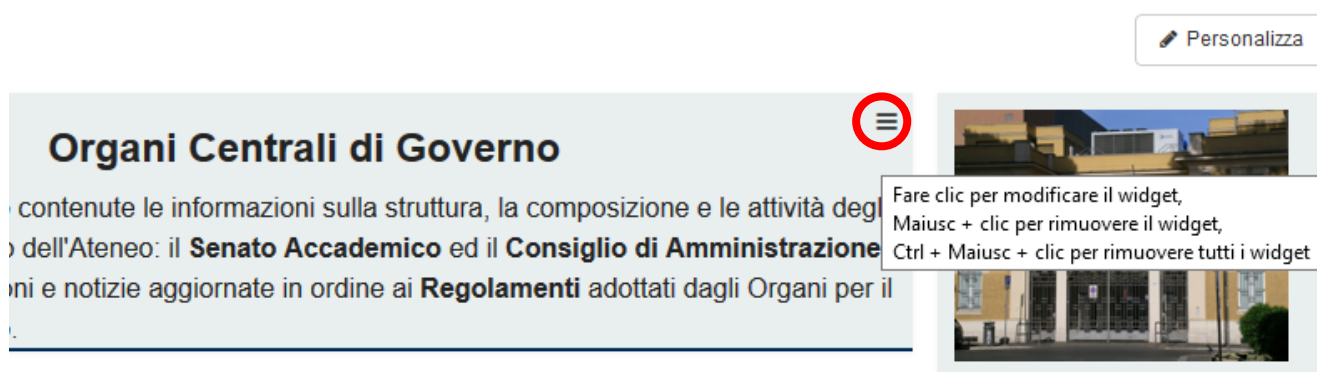 Personalizza
Organi Centrali di Governo
contenute le informazioni sulla struttura, la composizione e le attività degl
dell'Ateneo: il Senato Accademico ed il Consiglio di Amministrazione
ni e notizie aggiornate in ordine ai Regolamenti adottati dagli Organi per il
Fare clic per modificare il widget,
Maiusc + clic per rimuovere il widget,
Ctrl + Maiusc + clic per rimuovere tutti i widget